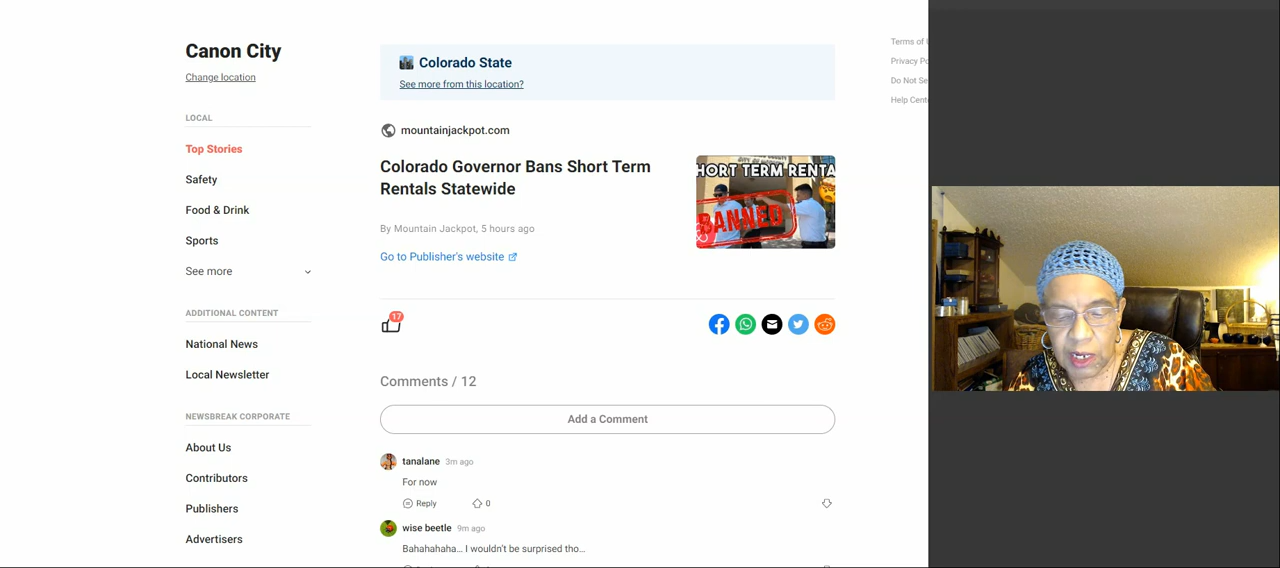 Canon City
Change location
LOCAL
Top Stories
Safety
Food & Drink
Sports
See more
ADDITIONAL CONTENT
National News
Local Newsletter
NEWSBREAK CORPORATE
About Us
Contributors
Publishers
Advertisers
Colorado State
See more from this location?
mountainjackpot.com
Colorado Governor Bans Short Term
Rentals Statewide
By Mountain Jackpot, 5 hours ago
Go to Publisher's website
HORT TERM RENTA
BANNED
17
Comments / 12
Add a Comment
tanalane 3m ago
For now
Reply 0
wise beetle 9m ago
Bahahahaha... I wouldn't be surprised tho...
Terms of
Privacy Po
Do Not Se
Help Cent